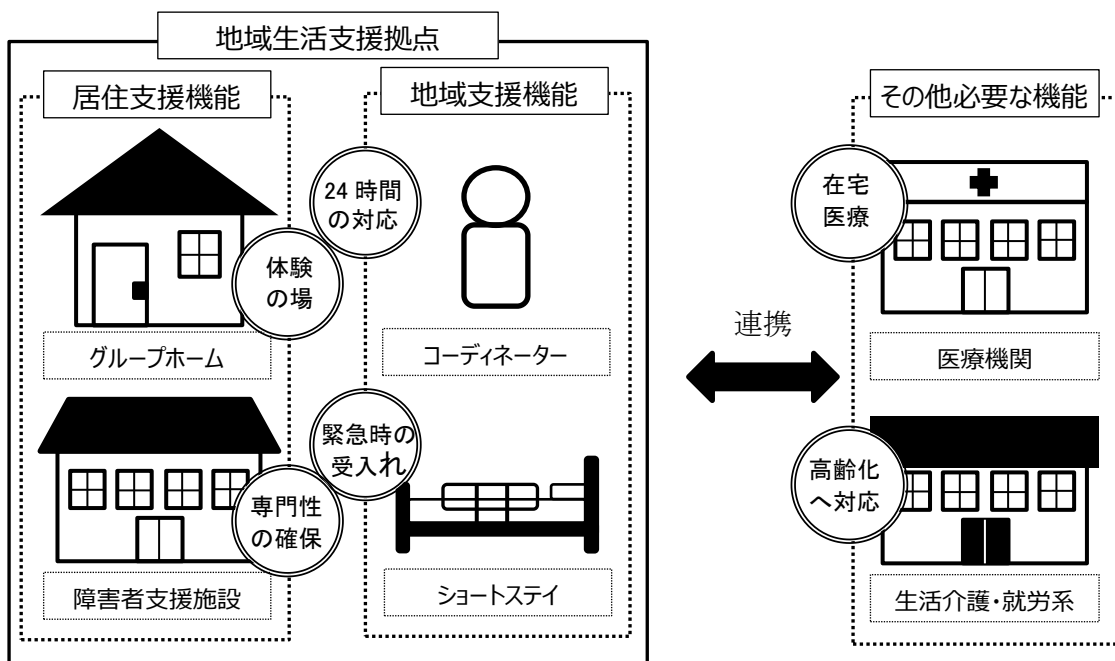 地域生活支援拠点
居住支援機能
地域支援機能
その他必要な機能
24時間
の対応
体験
の場
グループホーム
コーディネーター
緊急時の
受入れ
専門性
の確保
障害者支援施設
ショートステイ
連携
在宅
医療
医療機関
高齢化
へ対応
生活介護・就労系